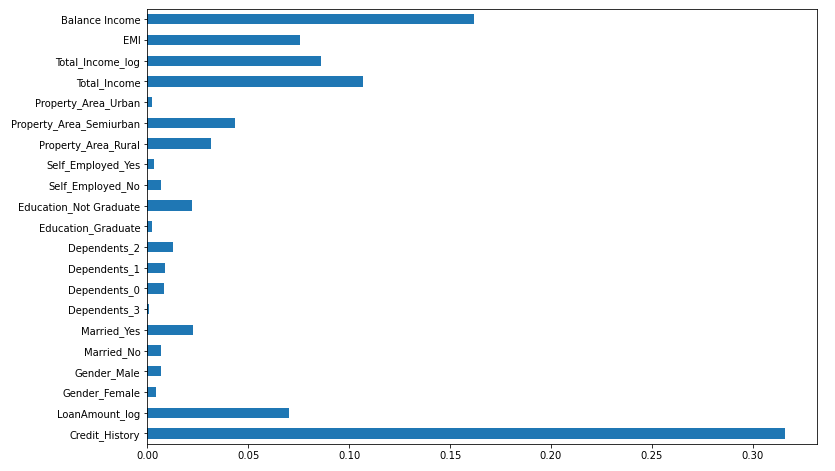 Balance Income
EMI
Total_Income_log
Total_Income
Property_Area_Urban
Property_Area_Semiurban
Property_Area_Rural
Self_Employed_Yes
Self_Employed_No
Education_Not Graduate
Education_Graduate
Dependents_2
Dependents_1
Dependents_0
Dependents_3
Married_Yes
Married_No
Gender_Male
Gender_Female
LoanAmount_log
Credit_History
0.00 0.05 0.10 0.15 0.20 0.25 0.30